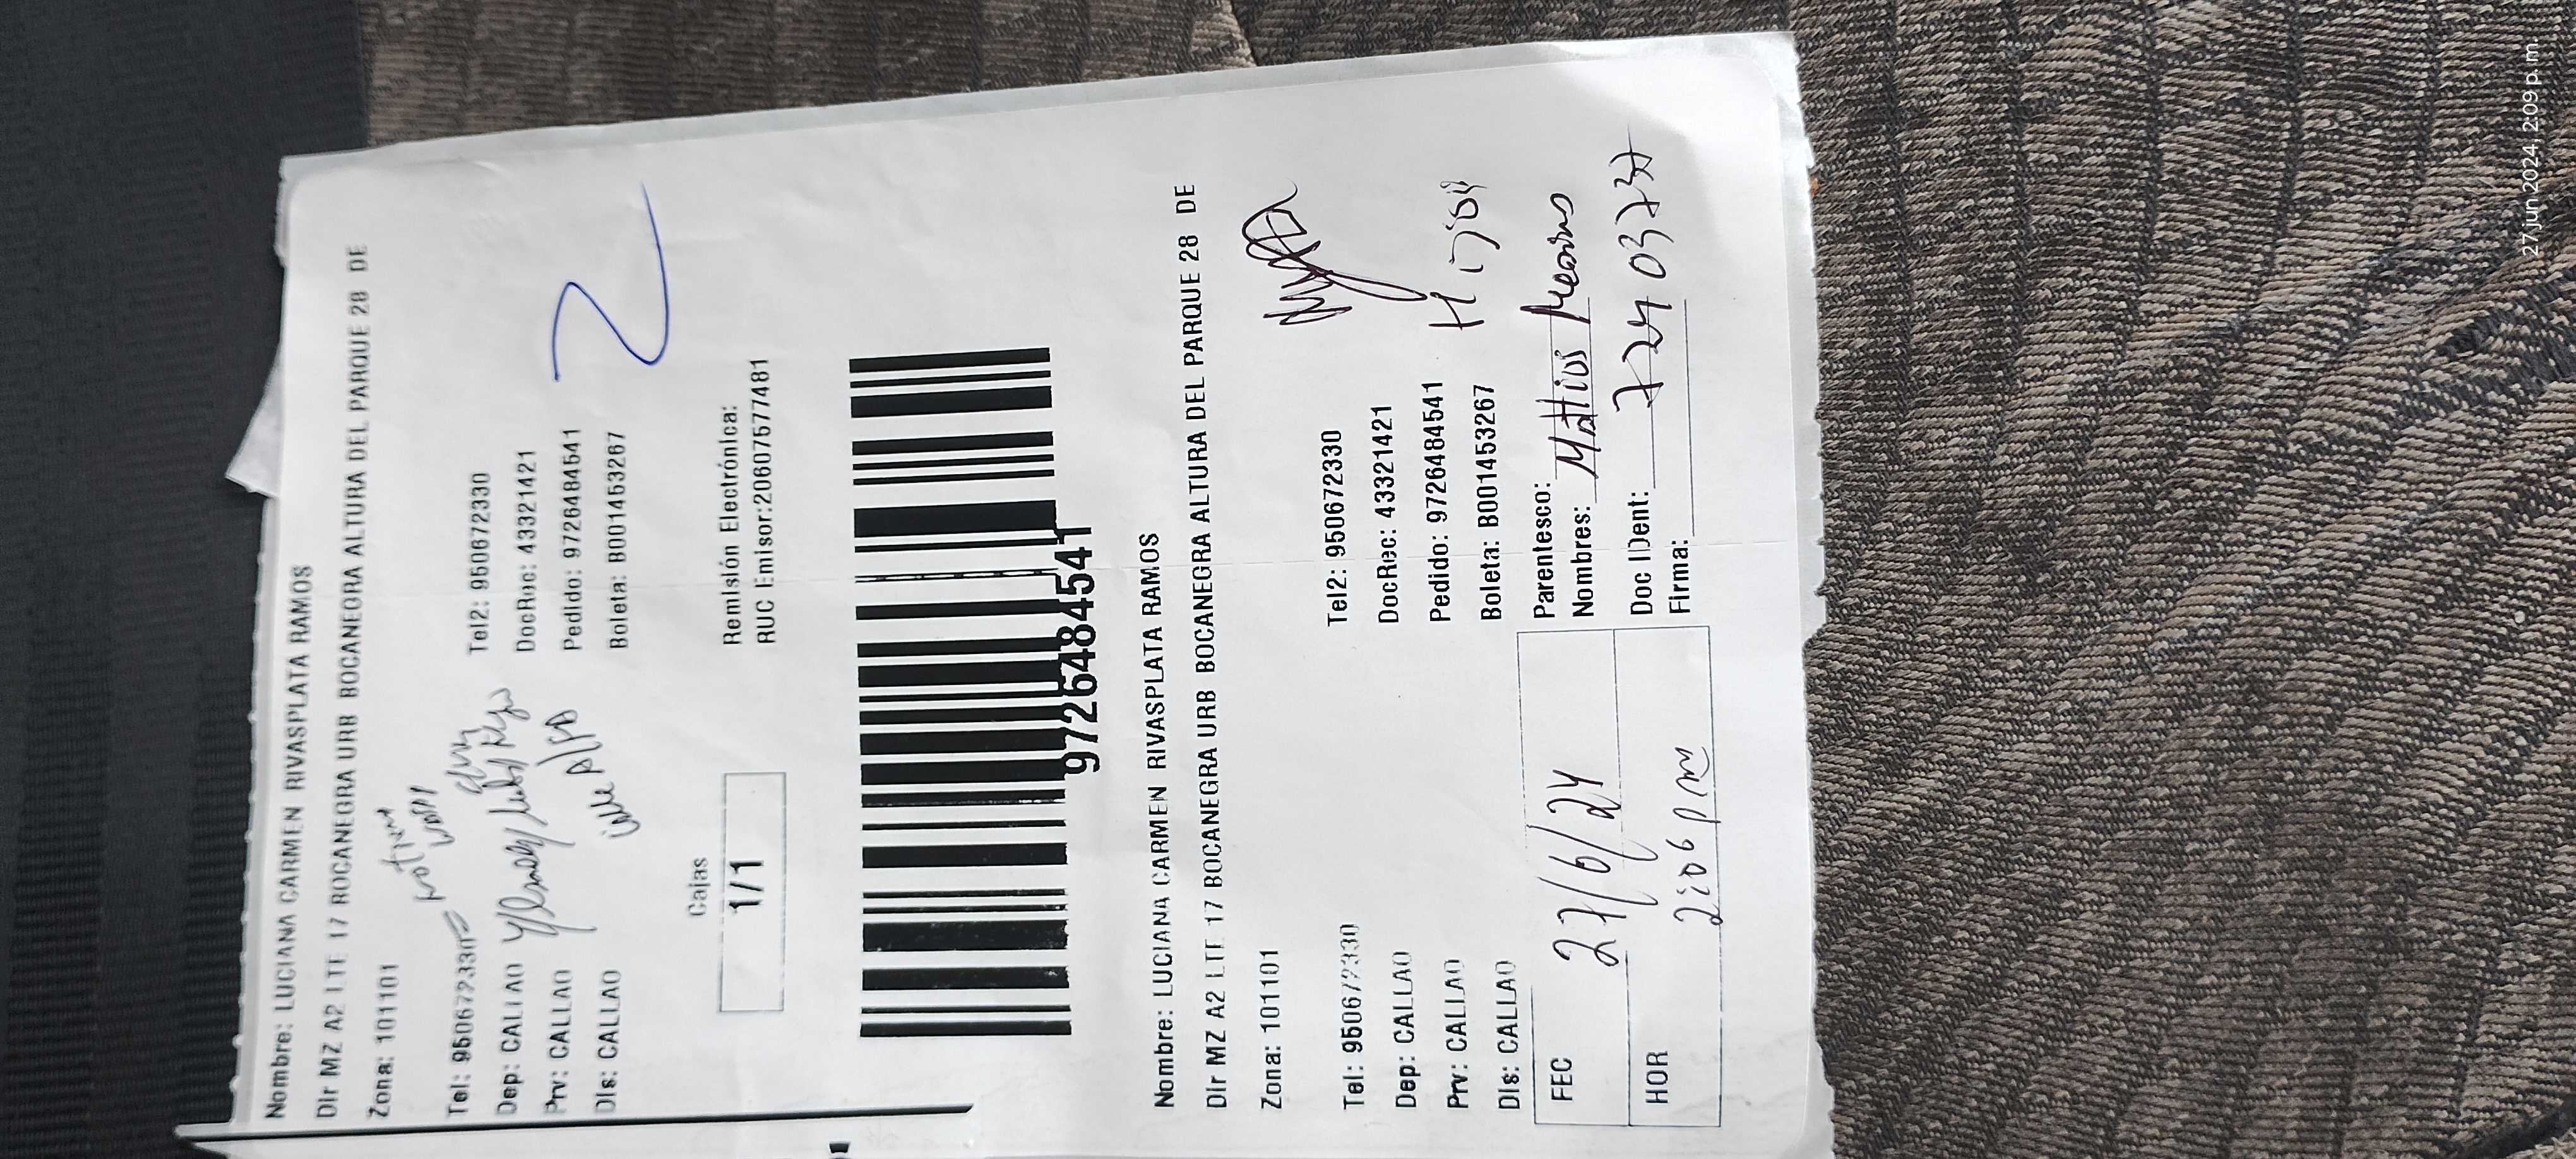 Nombre: LUCIANA CARMEN RIVASPLATA RAMOS
Dir MZ A2 LTE 17 BOCANEGRA URB BOCANEGRA ALTURA DEL PARQUE 28 DE
Zona: 101101
Tel: 950672330 Tel2: 950672330
Dep: CALLAO DocRec: 43321421
Prv: CALLAO Pedido: 9726484541
Dis: CALLAO Boleta: B001453267
Cajas
1/1
Remisión Electrónica:
RUC Emisor:20607577481
9726484541
Nombre: LUCIANA CARMEN RIVASPLATA RAMOS
Dir MZ A2 LTE 17 BOCANEGRA URB BOCANEGRA ALTURA DEL PARQUE 28 DE
Zona: 101101
Tel: 950672330 Tel2: 950672330
Dep: CALLAO DocRec: 43321421
Prv: CALLAO Pedido: 9726484541
Dis: CALLAO Boleta: B001453267
FEC 27/6/24
HOR 2:06 pm
Parentesco:
Nombres:
Doc IDent: 72403737
Firma:
27 jun 2024, 2:09 p. m.